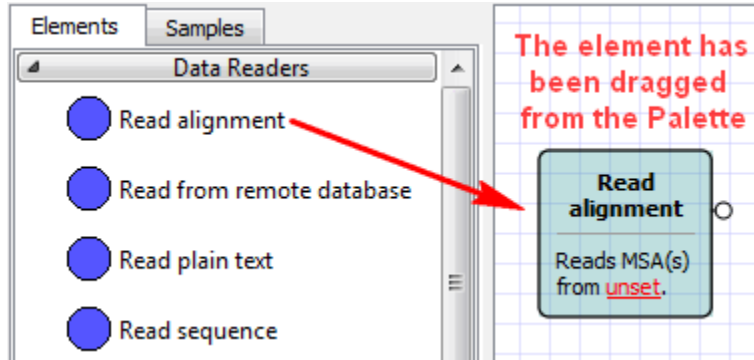 Elements
Samples
Data Readers
Read alignment
Read from remote database
Read plain text
Read sequence
The element has
been dragged
from the Palette
Read
alignment
Reads MSA(s)
from unset.